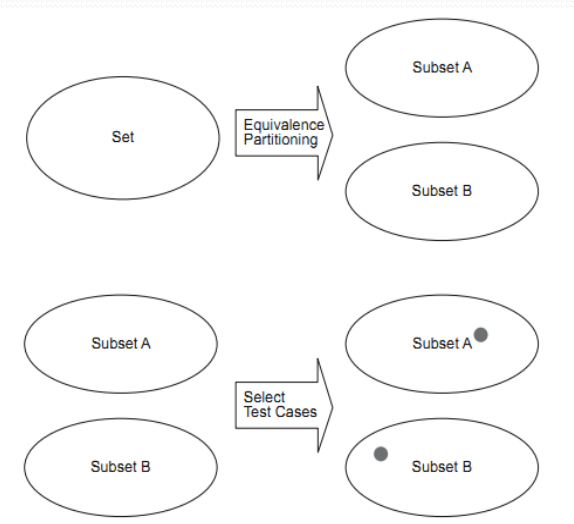 Subset A
Set
Equivalence
Partitioning
Subset B
Subset A
Subset A
Select
Test Cases
Subset B
Subset B